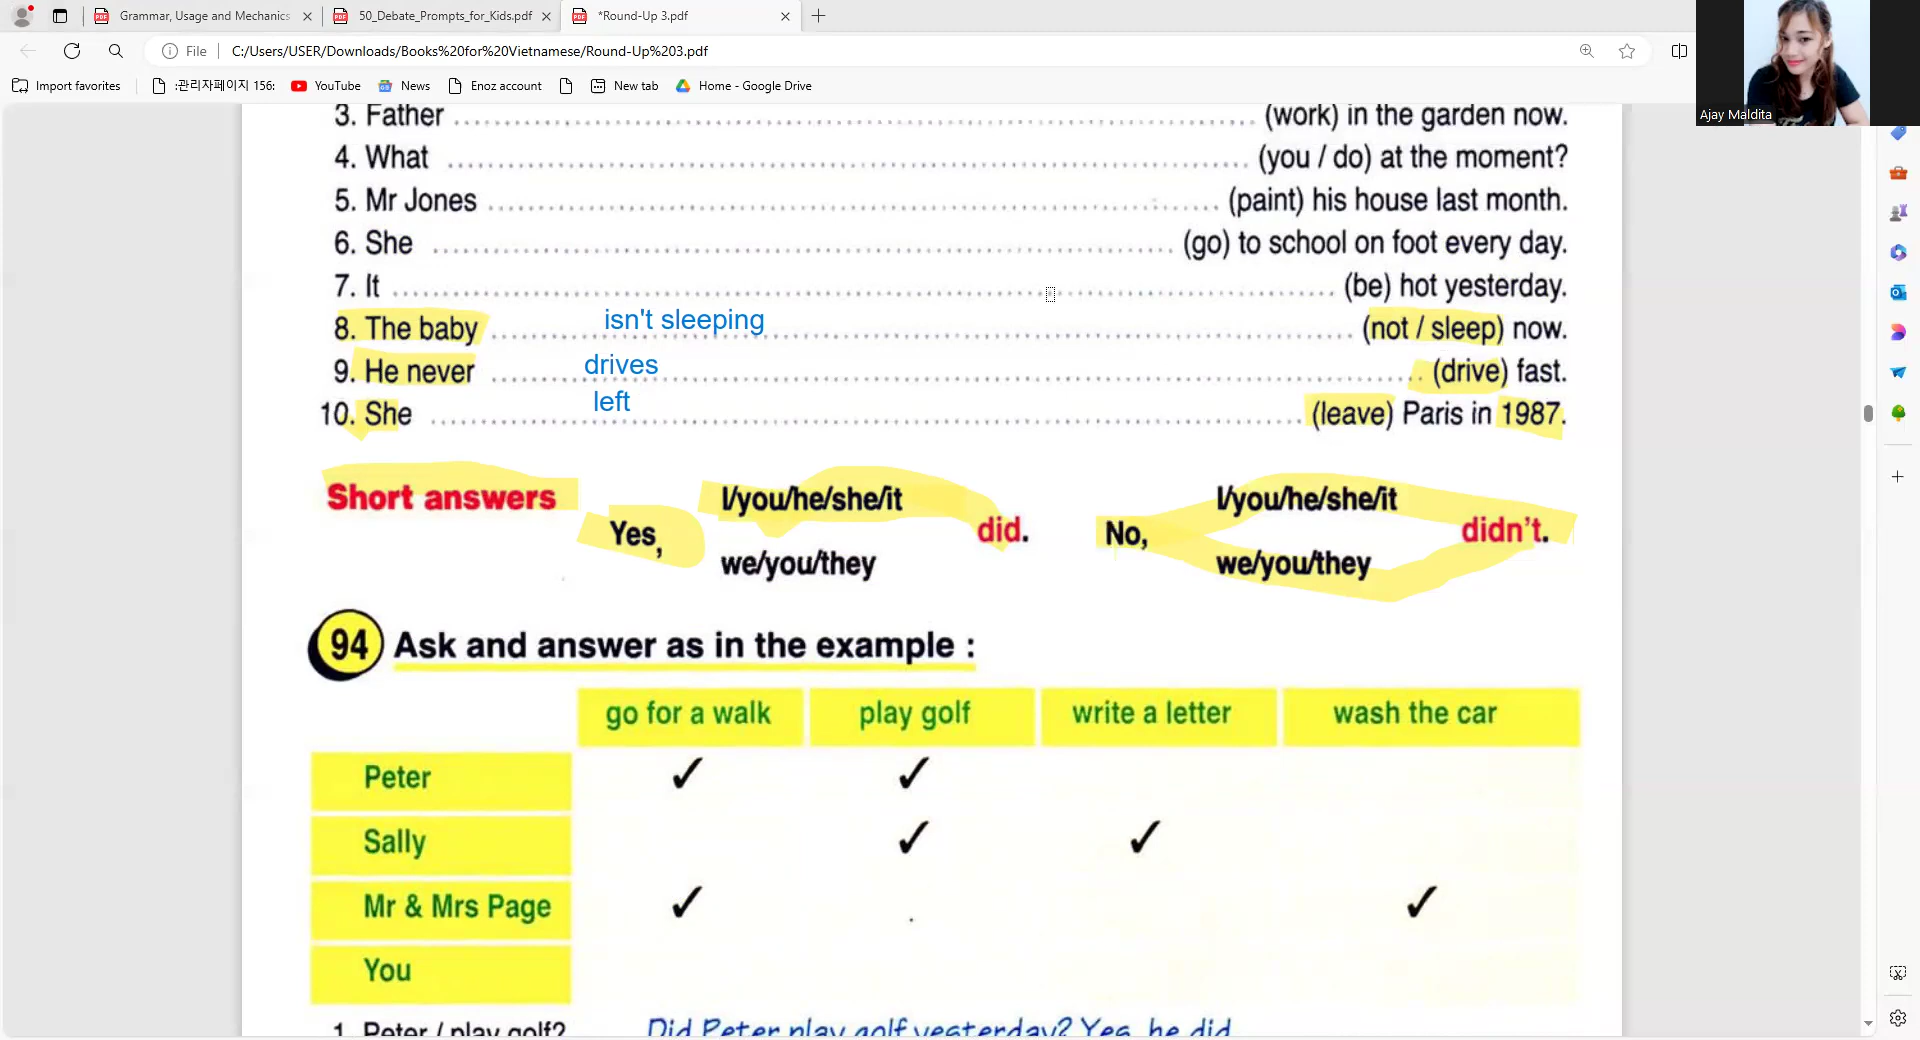 Grammar, Usage and Mechanics
50_Debate_Prompts_for_Kids.pdf
*Round-Up 3.pdf
File
C:/Users/USER/Downloads/Books%20for%20Vietnamese/Round-Up%203.pdf
Import favorites
:관리자페이지 156:
YouTube
News
Enoz account
New tab
Home - Google Drive
Ajay Maldita
3. Father .......... (work) in the garden now.
4. What .......... (you / do) at the moment?
5. Mr Jones .......... (paint) his house last month.
6. She .......... (go) to school on foot every day.
7. It .......... (be) hot yesterday.
8. The baby .......... isn't sleeping .......... (not / sleep) now.
9. He never .......... drives .......... (drive) fast.
10. She .......... left .......... (leave) Paris in 1987.
Short answers
Yes,
I/you/he/she/it
we/you/they
did.
No,
I/you/he/she/it
we/you/they
didn't.
94 Ask and answer as in the example :
go for a walk play golf write a letter wash the car
Peter ✓ ✓
Sally ✓ ✓
Mr & Mrs Page ✓ ✓
You
1. Peter / play golf? Did Peter play golf yesterday? Yes, he did